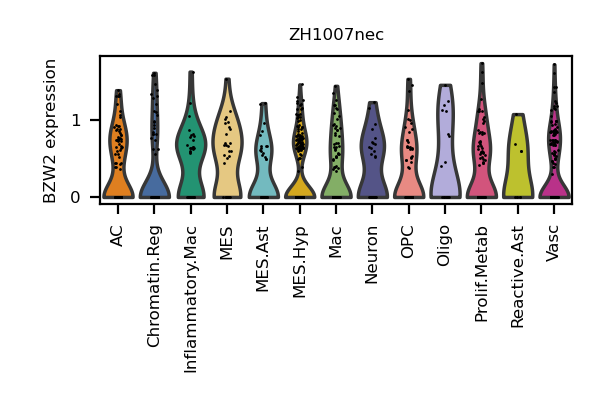 ZH1007nec
BZW2 expression
1
0
AC
Chromatin.Reg
Inflammatory.Mac
MES
MES.Ast
MES.Hyp
Mac
Neuron
OPC
Oligo
Prolif.Metab
Reactive.Ast
Vasc